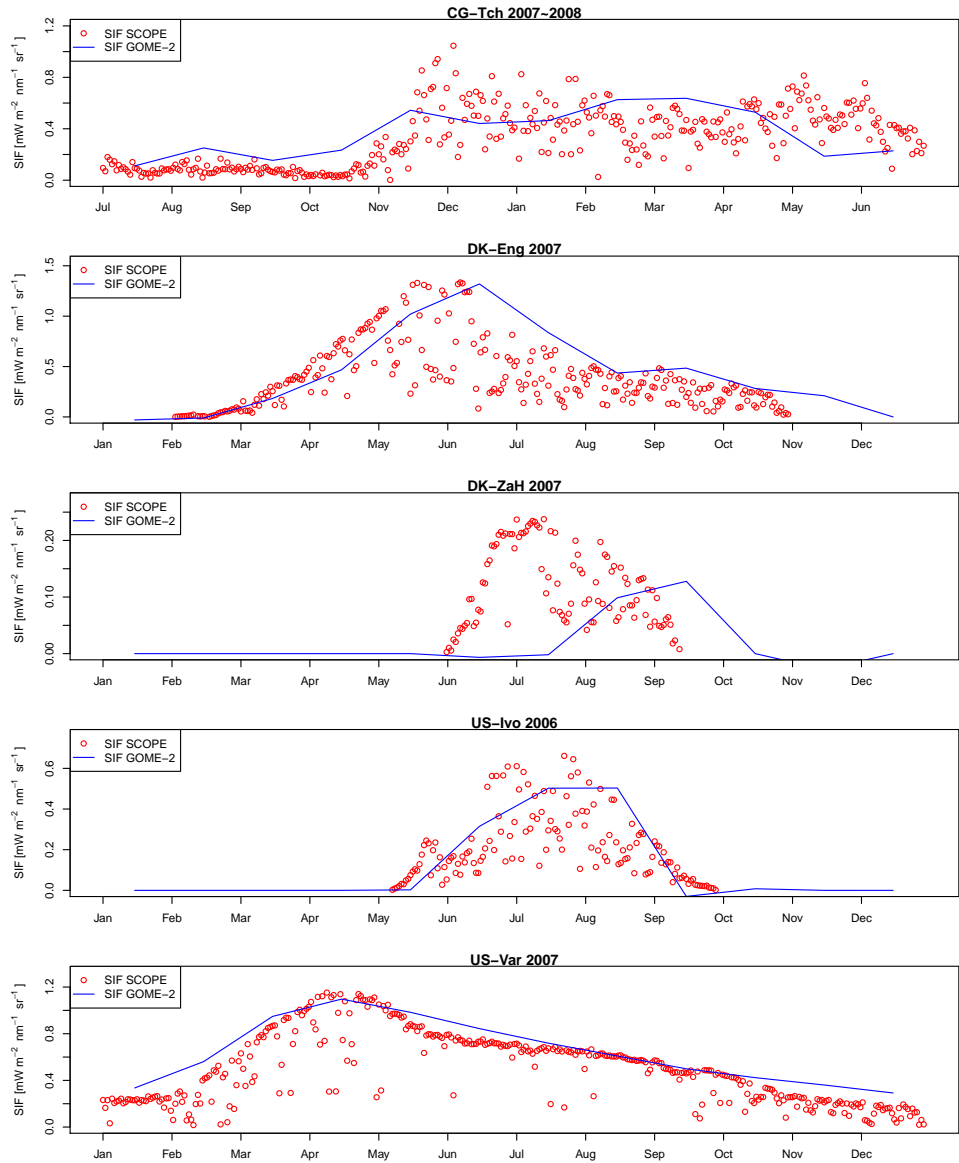 CG−Tch 2007~2008
SIF SCOPE
SIF GOME−2
SIF [mW m−2 nm−1 sr−1 ]
0.0 0.4 0.8 1.2
Jul Aug Sep Oct Nov Dec Jan Feb Mar Apr May Jun
DK−Eng 2007
SIF SCOPE
SIF GOME−2
SIF [mW m−2 nm−1 sr−1 ]
0.0 0.5 1.0 1.5
Jan Feb Mar Apr May Jun Jul Aug Sep Oct Nov Dec
DK−ZaH 2007
SIF SCOPE
SIF GOME−2
SIF [mW m−2 nm−1 sr−1 ]
0.00 0.10 0.20
Jan Feb Mar Apr May Jun Jul Aug Sep Oct Nov Dec
US−Ivo 2006
SIF SCOPE
SIF GOME−2
SIF [mW m−2 nm−1 sr−1 ]
0.0 0.2 0.4 0.6
Jan Feb Mar Apr May Jun Jul Aug Sep Oct Nov Dec
US−Var 2007
SIF SCOPE
SIF GOME−2
SIF [mW m−2 nm−1 sr−1 ]
0.0 0.4 0.8 1.2
Jan Feb Mar Apr May Jun Jul Aug Sep Oct Nov Dec